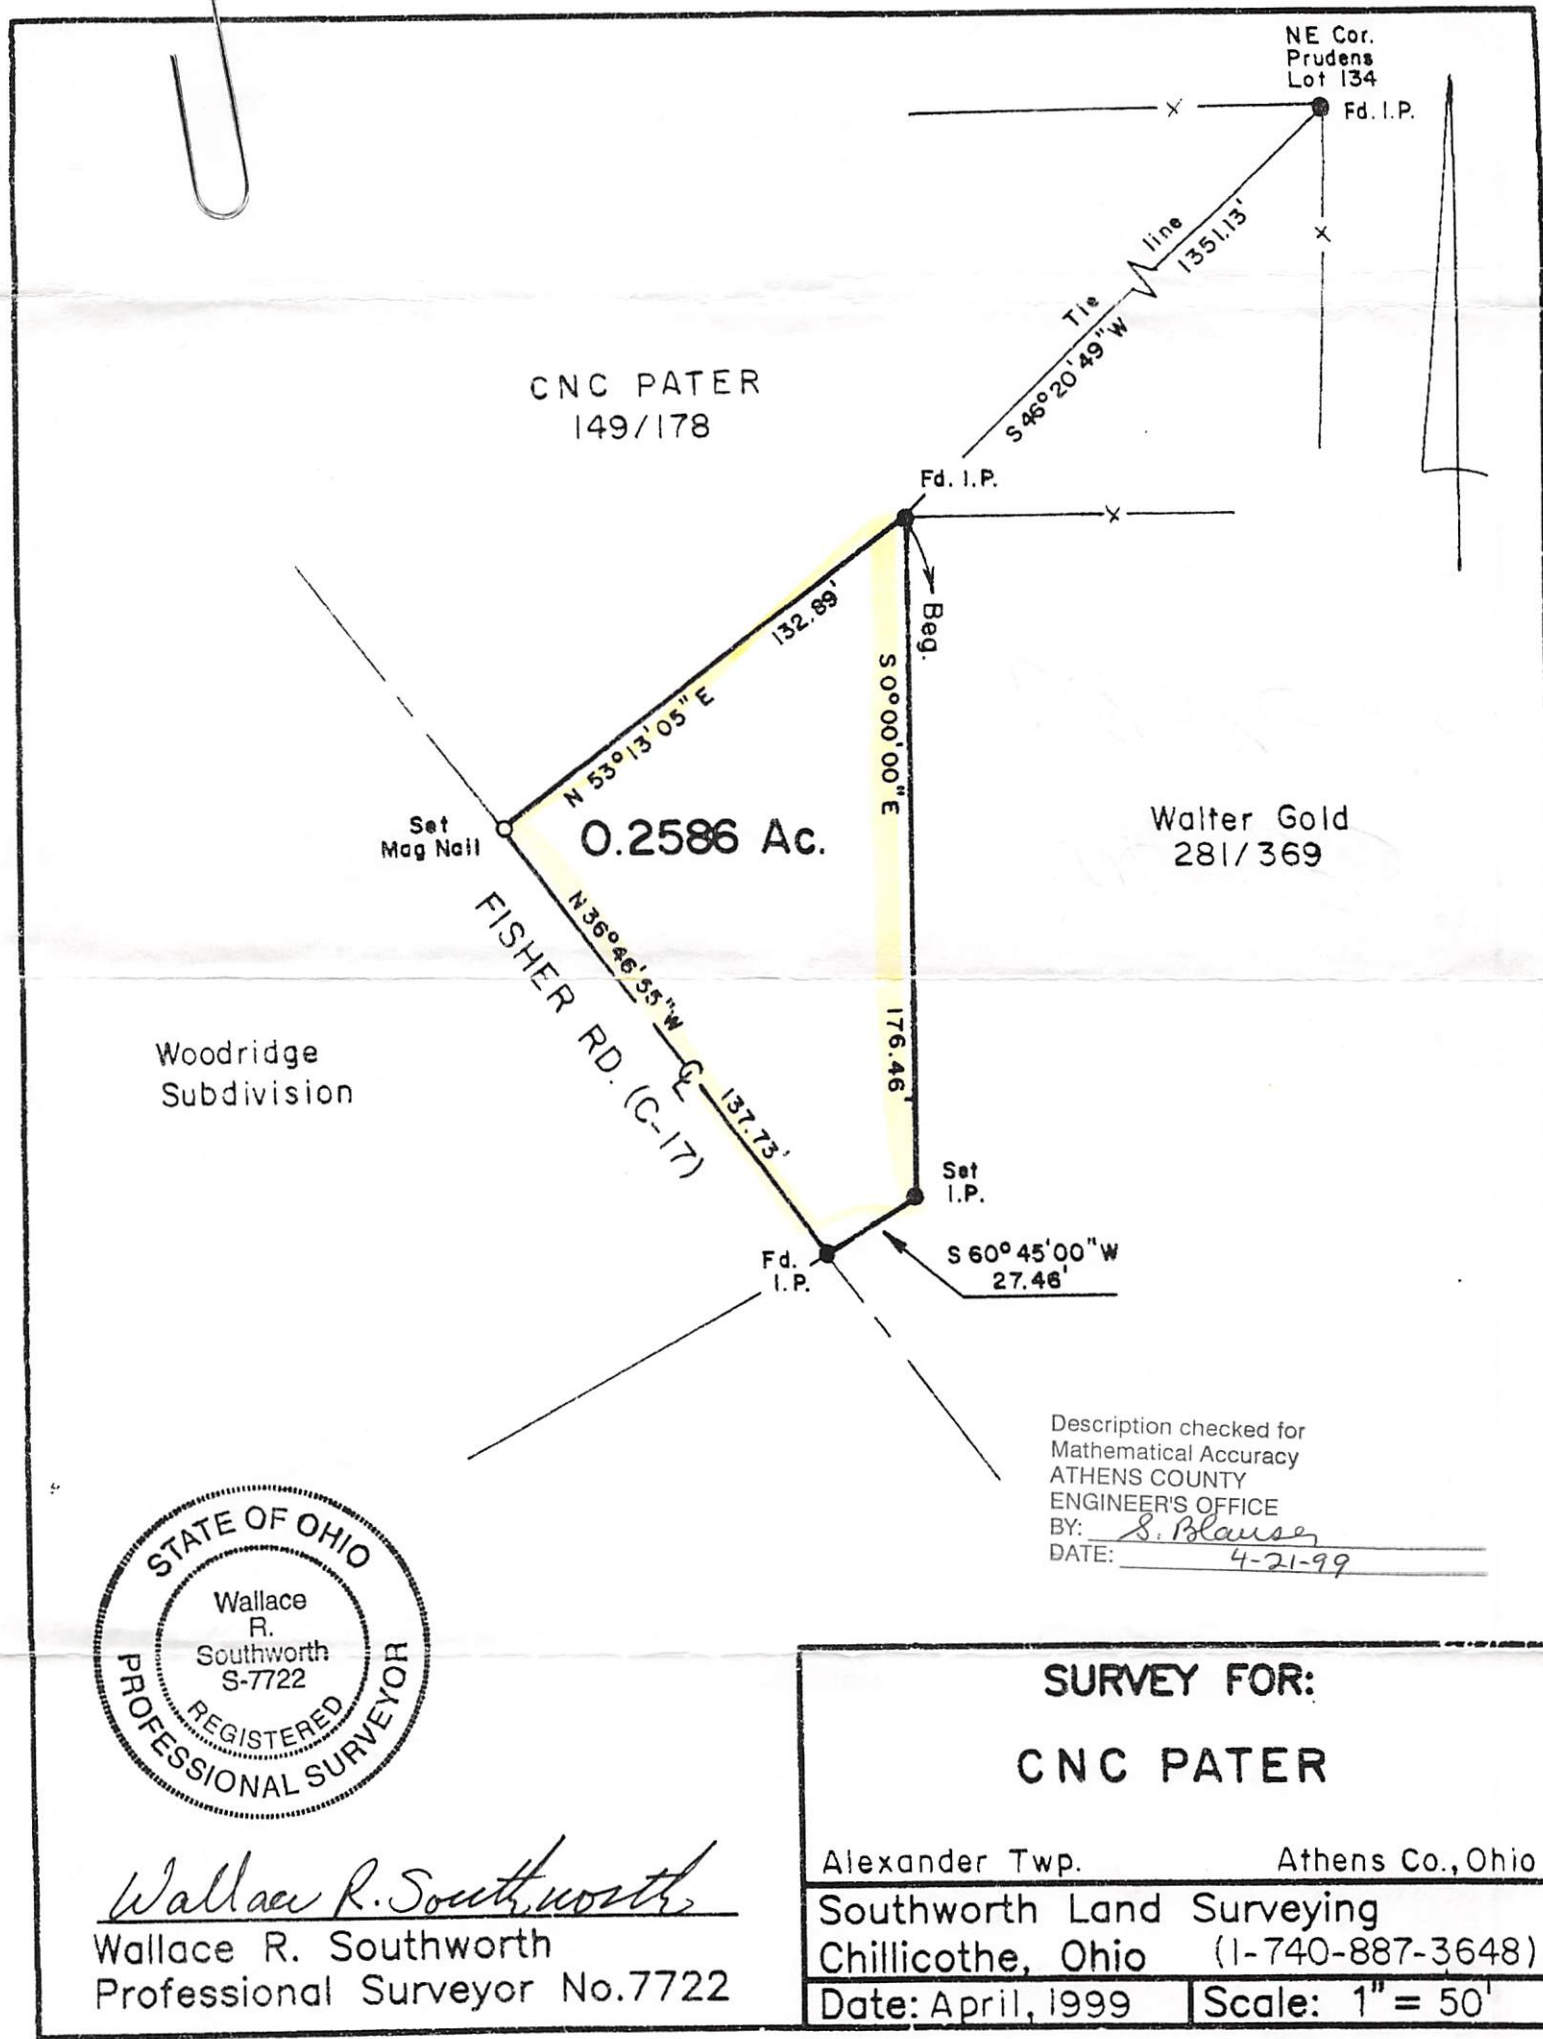 NE Cor.
Prudens
Lot 134
Fd. I.P.
Tie line
S 46° 20' 49" W
1351.13'
CNC PATER
149/178
Fd. I.P.
Beg.
132.89'
N 53° 13' 05" E
S 0° 00' 00" E
176.46'
Set
Mag Nail
0.2586 Ac.
Walter Gold
281/369
N 36° 46' 55" W
137.73'
℄
FISHER RD. (C-17)
Woodridge
Subdivision
Set
I.P.
S 60° 45' 00" W
27.46'
Fd.
I.P.
Description checked for
Mathematical Accuracy
ATHENS COUNTY
ENGINEER'S OFFICE
BY: S. Blauser
DATE: 4-21-99
STATE OF OHIO
Wallace
R.
Southworth
S-7722
REGISTERED
PROFESSIONAL SURVEYOR
Wallace R. Southworth
Wallace R. Southworth
Professional Surveyor No. 7722
SURVEY FOR:
CNC PATER
Alexander Twp. Athens Co., Ohio
Southworth Land Surveying
Chillicothe, Ohio (1-740-887-3648)
Date: April, 1999 Scale: 1" = 50'